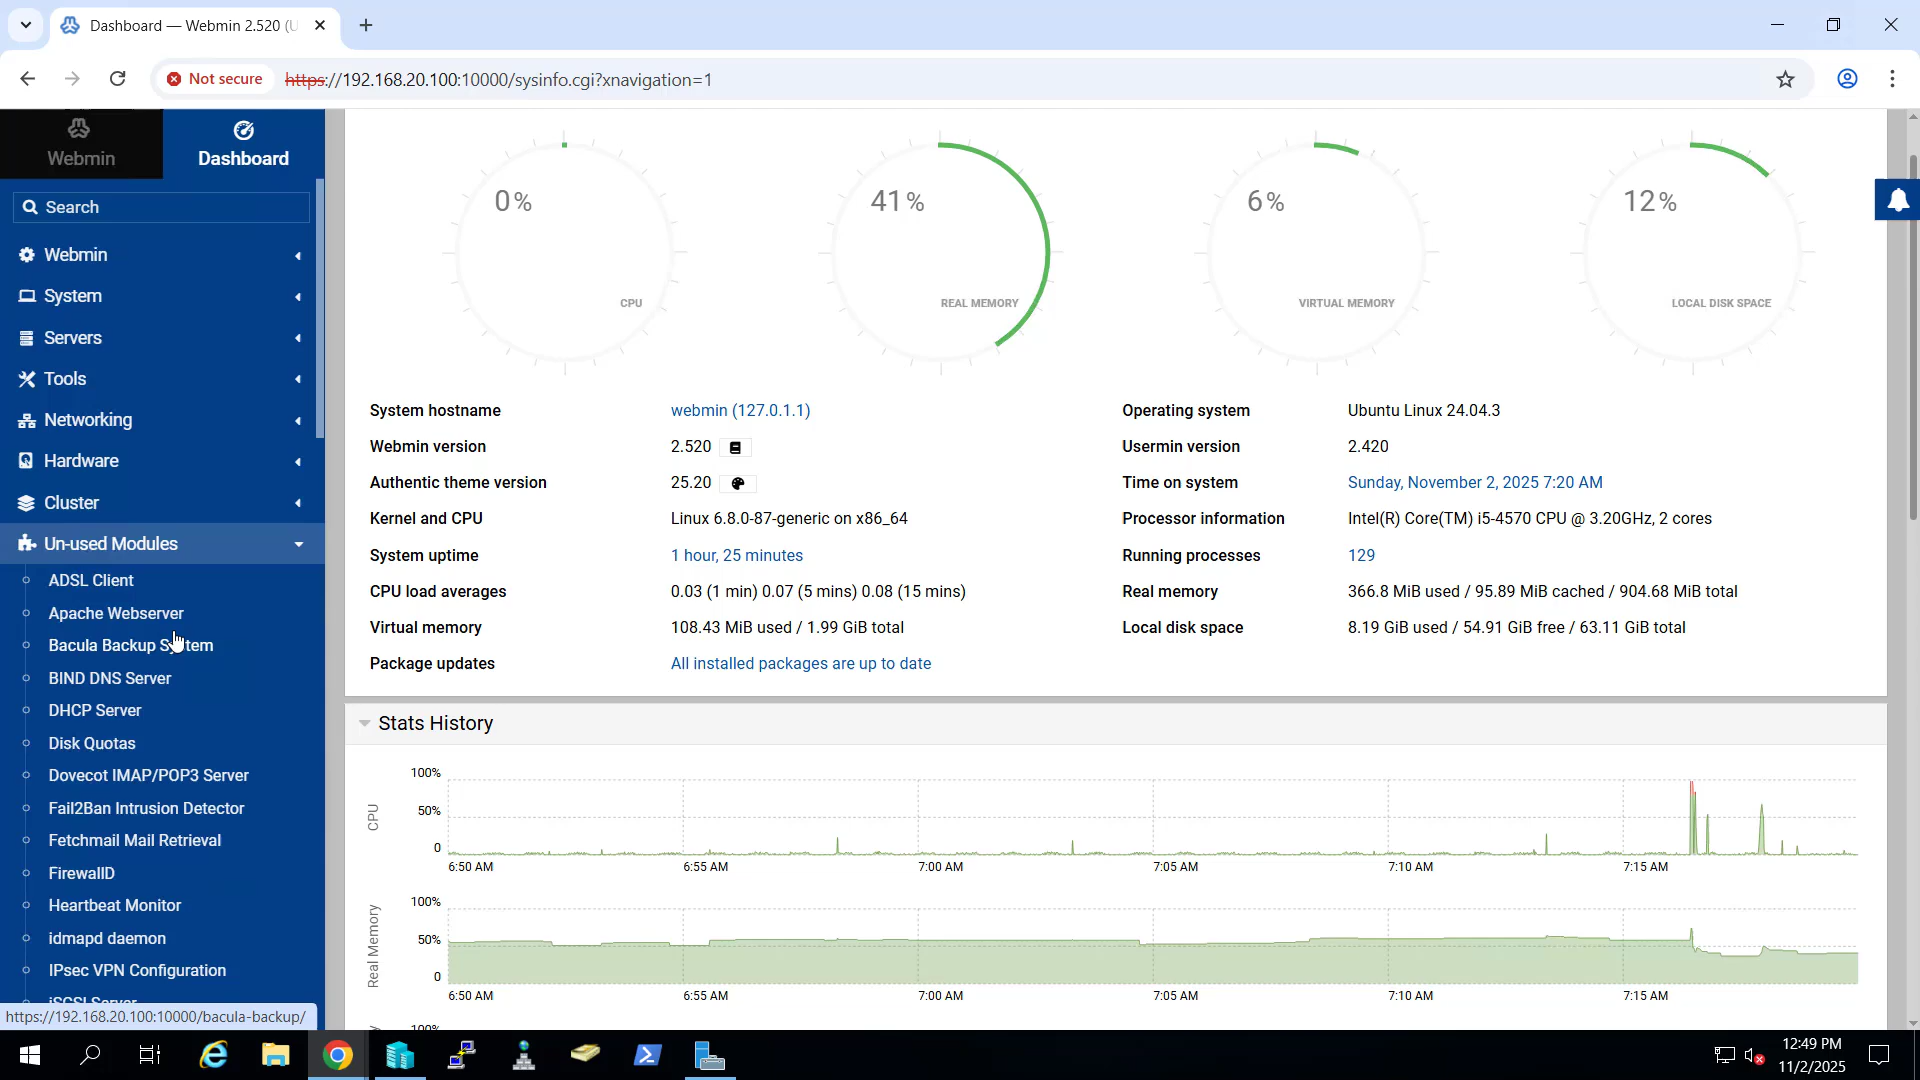 Dashboard — Webmin 2.520 (U
Not secure
https://192.168.20.100:10000/sysinfo.cgi?xnavigation=1
Webmin
Dashboard
Search
Webmin
System
Servers
Tools
Networking
Hardware
Cluster
Un-used Modules
ADSL Client
Apache Webserver
Bacula Backup System
BIND DNS Server
DHCP Server
Disk Quotas
Dovecot IMAP/POP3 Server
Fail2Ban Intrusion Detector
Fetchmail Mail Retrieval
FirewallD
Heartbeat Monitor
idmapd daemon
IPsec VPN Configuration
iSCSI Server
https://192.168.20.100:10000/bacula-backup/
0%
CPU
41%
REAL MEMORY
6%
VIRTUAL MEMORY
12%
LOCAL DISK SPACE
System hostname webmin (127.0.1.1)
Operating system Ubuntu Linux 24.04.3
Webmin version 2.520
Usermin version 2.420
Authentic theme version 25.20
Time on system Sunday, November 2, 2025 7:20 AM
Kernel and CPU Linux 6.8.0-87-generic on x86_64
Processor information Intel(R) Core(TM) i5-4570 CPU @ 3.20GHz, 2 cores
System uptime 1 hour, 25 minutes
Running processes 129
CPU load averages 0.03 (1 min) 0.07 (5 mins) 0.08 (15 mins)
Real memory 366.8 MiB used / 95.89 MiB cached / 904.68 MiB total
Virtual memory 108.43 MiB used / 1.99 GiB total
Local disk space 8.19 GiB used / 54.91 GiB free / 63.11 GiB total
Package updates All installed packages are up to date
Stats History
CPU
100%
50%
0
6:50 AM 6:55 AM 7:00 AM 7:05 AM 7:10 AM 7:15 AM
Real Memory
100%
50%
0
6:50 AM 6:55 AM 7:00 AM 7:05 AM 7:10 AM 7:15 AM
100%
12:49 PM
11/2/2025